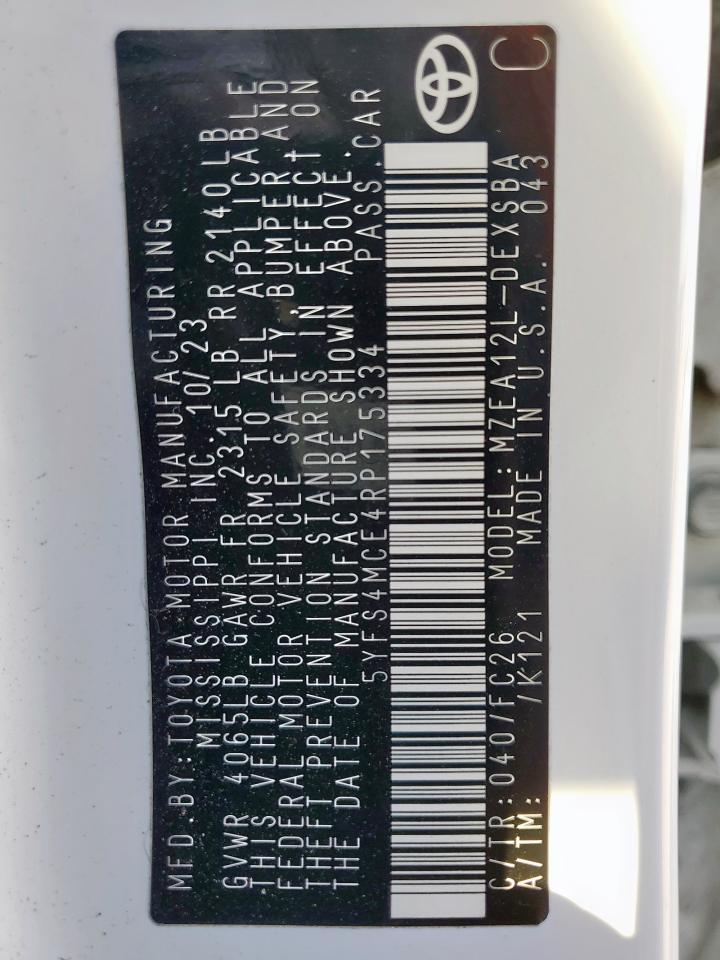 MFD.BY:TOYOTA MOTOR MANUFACTURING
MISSISSIPPI INC. 10/23
GVWR 4065LB GAWR FR 2315 LB RR 2140LB
THIS VEHICLE CONFORMS TO ALL APPLICABLE
FEDERAL MOTOR VEHICLE SAFETY, BUMPER AND
THEFT PREVENTION STANDARDS IN EFFECT ON
THE DATE OF MANUFACTURE SHOWN ABOVE.
5YFS4MCE4RP175334 PASS.CAR
C/TR:040/FC26 MODEL:MZEA12L-DEXSBA
A/TM: /K121 MADE IN U.S.A. 043
C